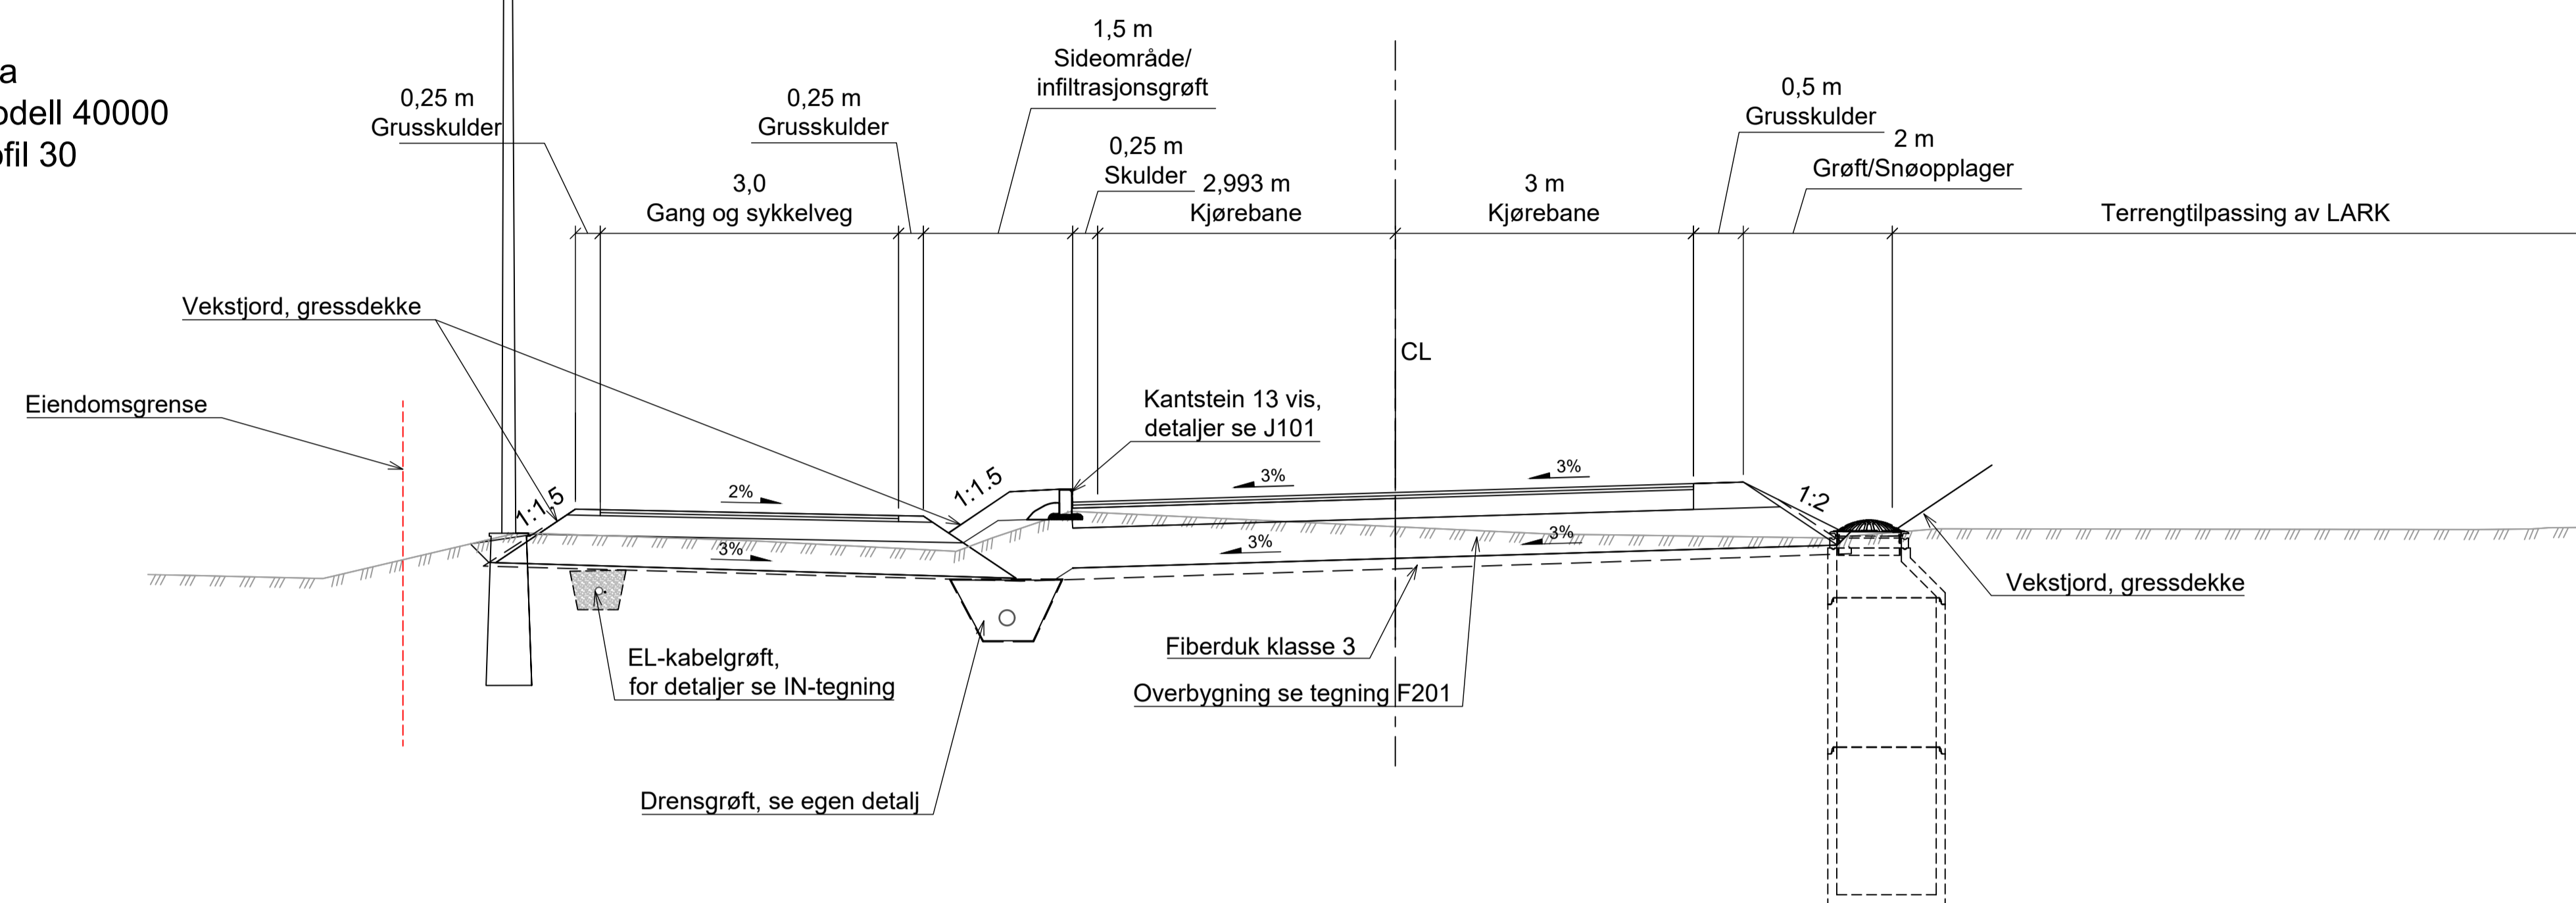 a
odell 40000
ofil 30
0,25 m
Grusskulder
3,0
Gang og sykkelveg
0,25 m
Grusskulder
1,5 m
Sideområde/
infiltrasjonsgrøft
0,25 m
Skulder
2,993 m
Kjørebane
3 m
Kjørebane
0,5 m
Grusskulder
2 m
Grøft/Snøopplager
Terrengtilpassing av LARK
Vekstjord, gressdekke
Eiendomsgrense
CL
Kantstein 13 vis,
detaljer se J101
1:1,5
2%
1:1.5
3%
3%
1:2
3%
3%
3%
Vekstjord, gressdekke
EL-kabelgrøft,
for detaljer se IN-tegning
Fiberduk klasse 3
Overbygning se tegning F201
Drensgrøft, se egen detalj